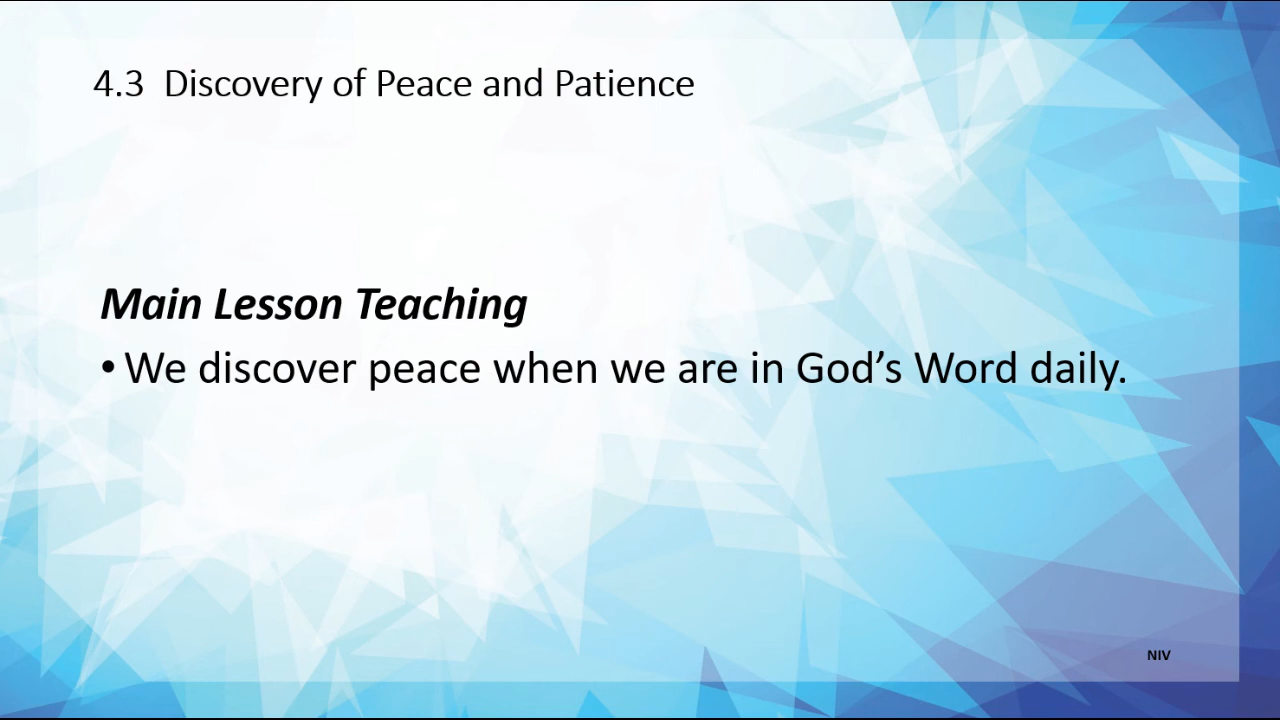 4.3  Discovery of Peace and Patience
Main Lesson Teaching
• We discover peace when we are in God’s Word daily.
NIV